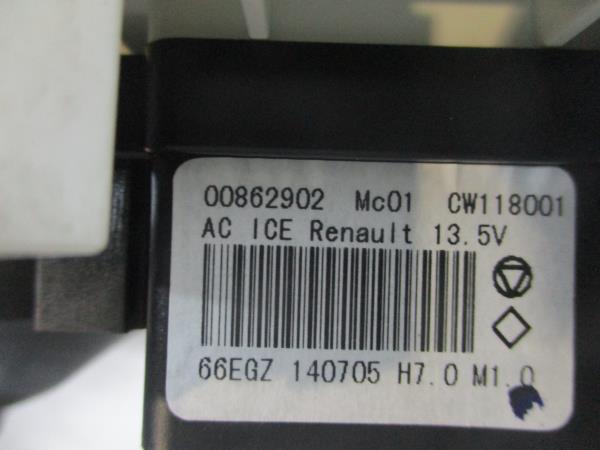 00862902 Mc01 CW118001
AC ICE Renault 13.5V
66EGZ 140705 H7.0 M1.0